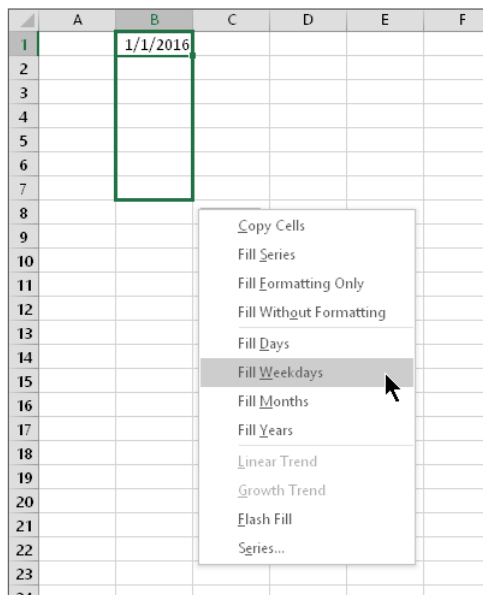 A B C D E F
1 1/1/2016
2
3
4
5
6
7
8
9
10
11
12
13
14
15
16
17
18
19
20
21
22
23
Copy Cells
Fill Series
Fill Formatting Only
Fill Without Formatting
Fill Days
Fill Weekdays
Fill Months
Fill Years
Linear Trend
Growth Trend
Flash Fill
Series...